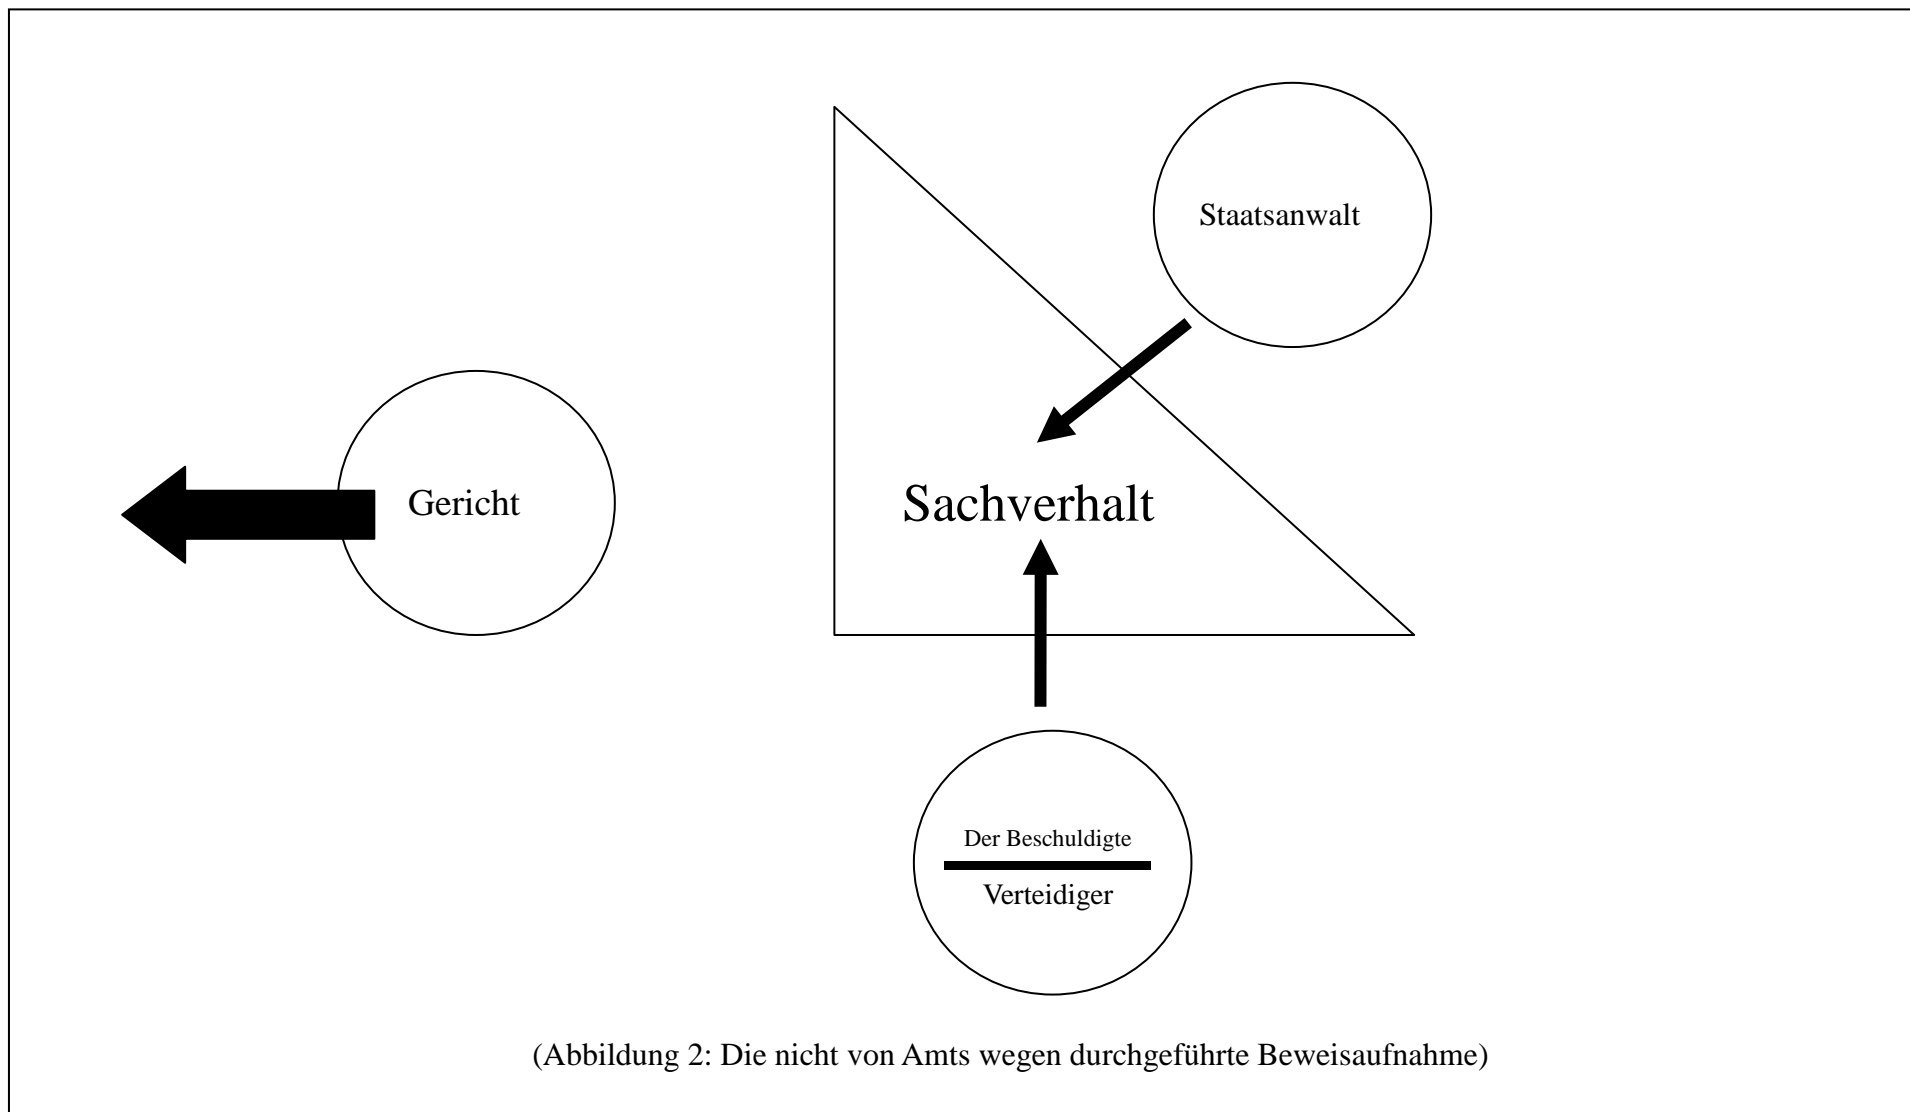 Staatsanwalt
Gericht
Sachverhalt
Der Beschuldigte
Verteidiger
(Abbildung 2: Die nicht von Amts wegen durchgeführte Beweisaufnahme)